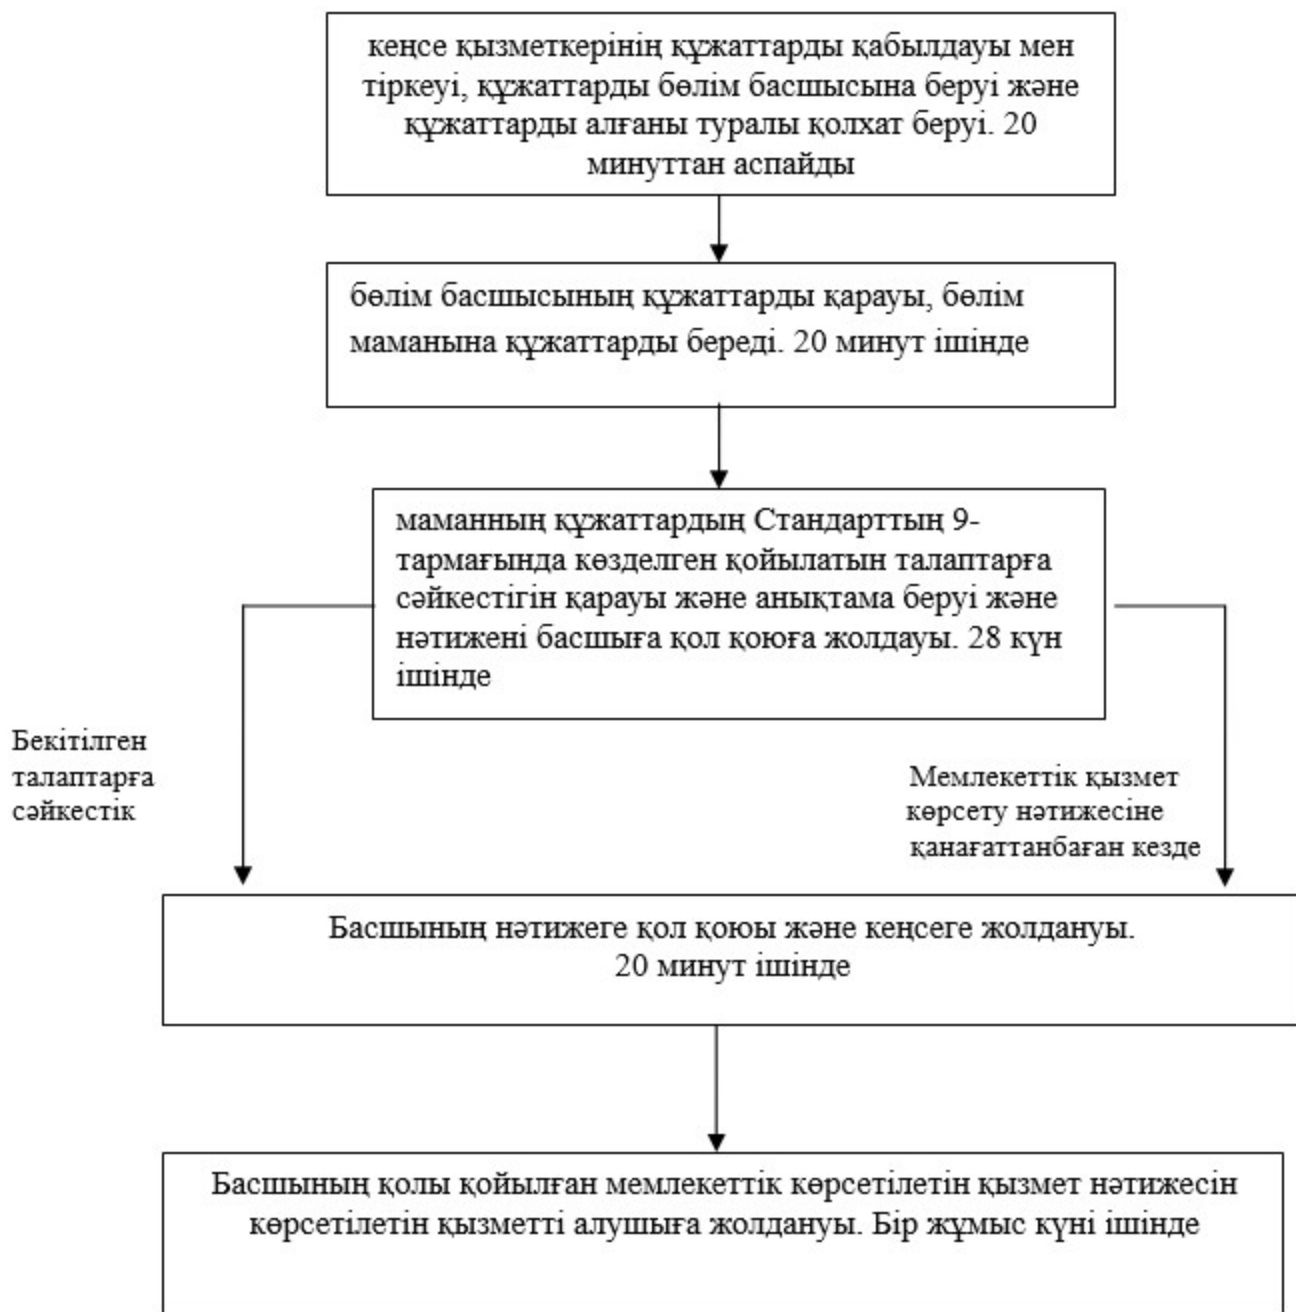 кеңсе қызметкерінің құжаттарды қабылдауы мен
тіркеуі, құжаттарды бөлім басшысына беруі және
құжаттарды алғаны туралы қолхат беруі. 20
минуттан аспайды
бөлім басшысының құжаттарды қарауы, бөлім
маманына құжаттарды береді. 20 минут ішінде
маманның құжаттардың Стандарттың 9-
тармағында көзделген қойылатын талаптарға
сәйкестігін қарауы және анықтама беруі және
нәтижені басшыға қол қоюға жолдауы. 28 күн
ішінде
Бекітілген
талаптарға
сәйкестік
Мемлекеттік қызмет
көрсету нәтижесіне
қанағаттанбаған кезде
Басшының нәтижеге қол қоюы және кеңсеге жолдануы.
20 минут ішінде
Басшының қолы қойылған мемлекеттік көрсетілетін қызмет нәтижесін
көрсетілетін қызметті алушыға жолдануы. Бір жұмыс күні ішінде